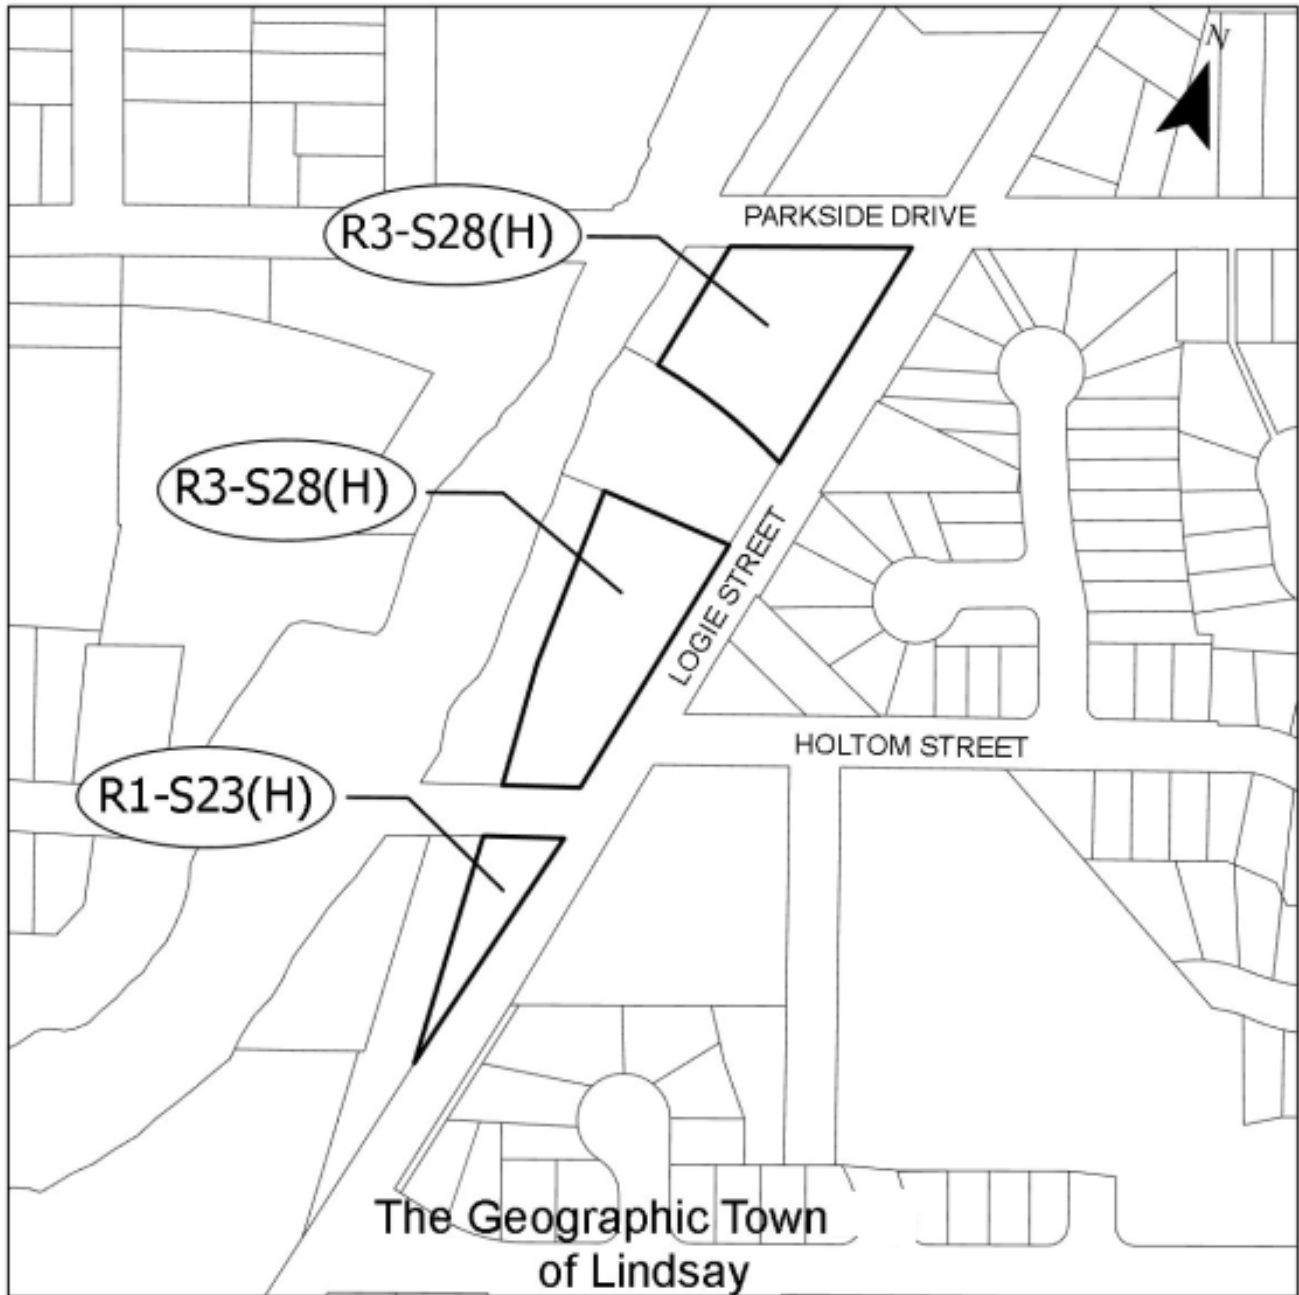 N
PARKSIDE DRIVE
R3-S28(H)
R3-S28(H)
LOGIE STREET
HOLTOM STREET
R1-S23(H)
The Geographic Town
of Lindsay